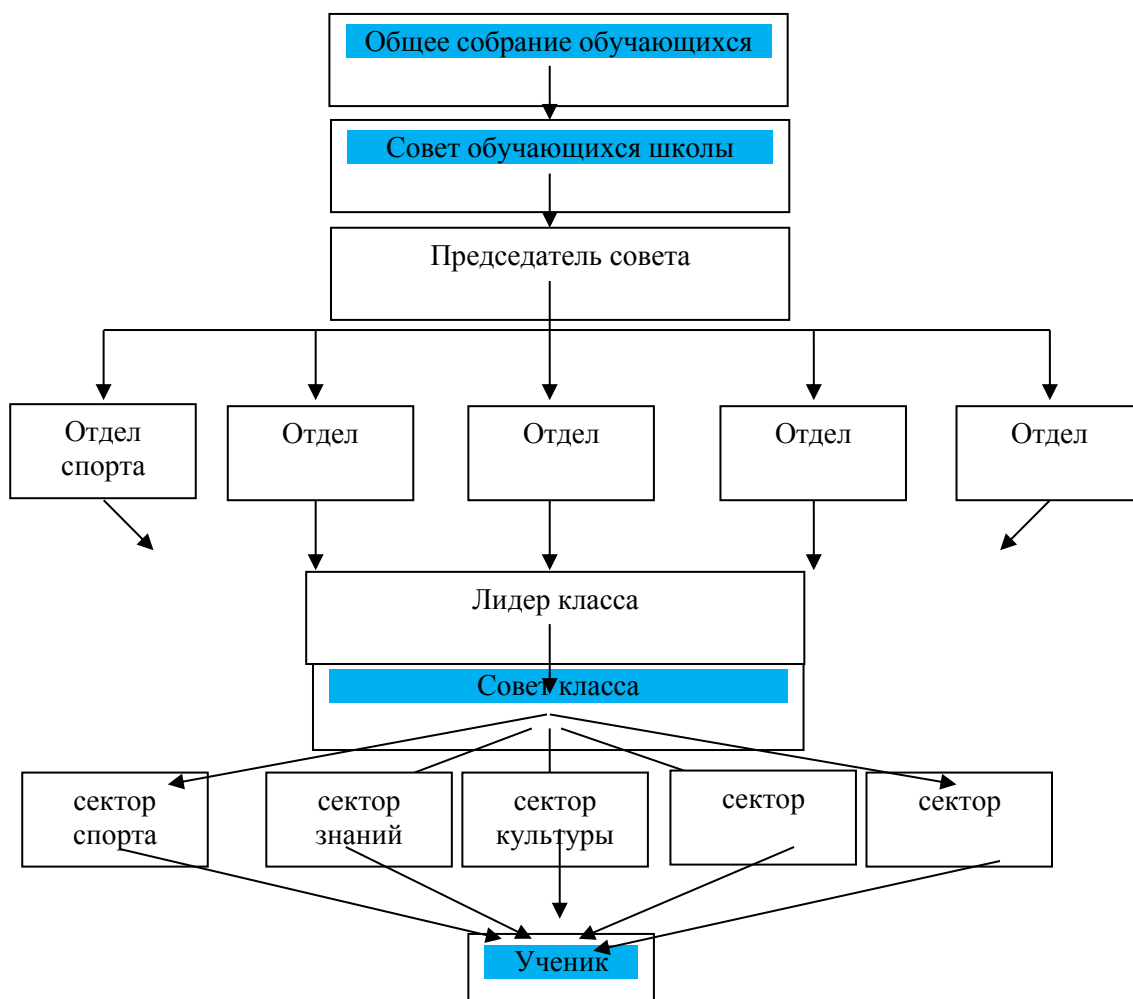 Общее собрание обучающихся
Совет обучающихся школы
Председатель совета
Отдел
спорта
Отдел
Отдел
Отдел
Отдел
Лидер класса
Совет класса
сектор
спорта
сектор
знаний
сектор
культуры
сектор
сектор
Ученик